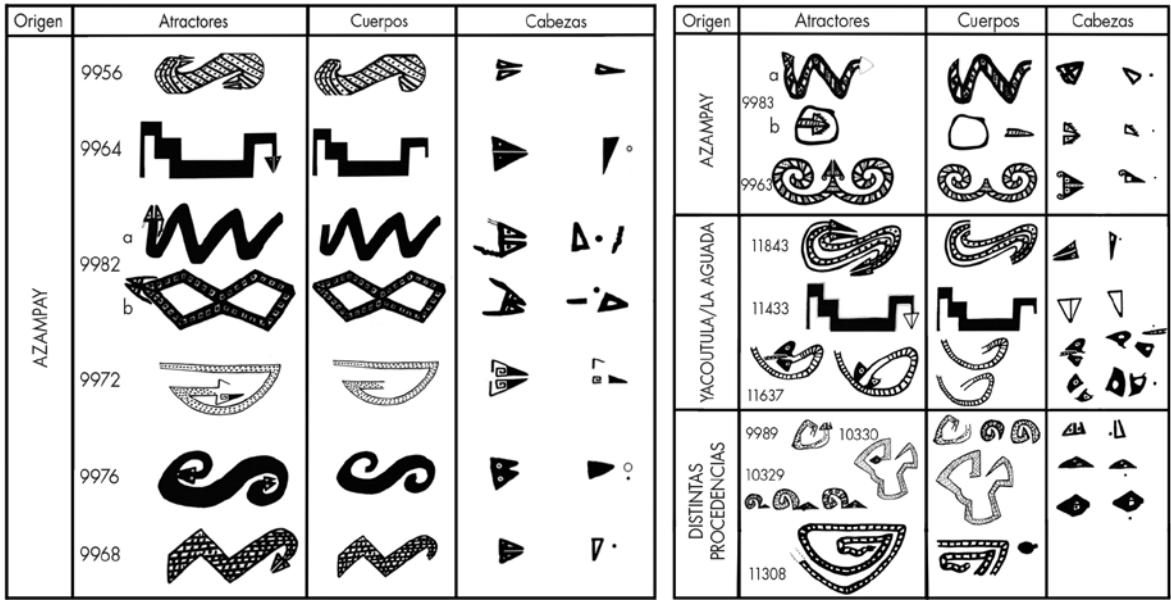 Origen Atractores Cuerpos Cabezas
AZAMPAY
9956
9964
a
9982
b
9972
9976
9968
Origen Atractores Cuerpos Cabezas
AZAMPAY
a
9983
b
9963
YACOUTULA/LA AGUADA
11843
11433
11637
DISTINTAS
PROCEDENCIAS
9989 10330
10329
11308